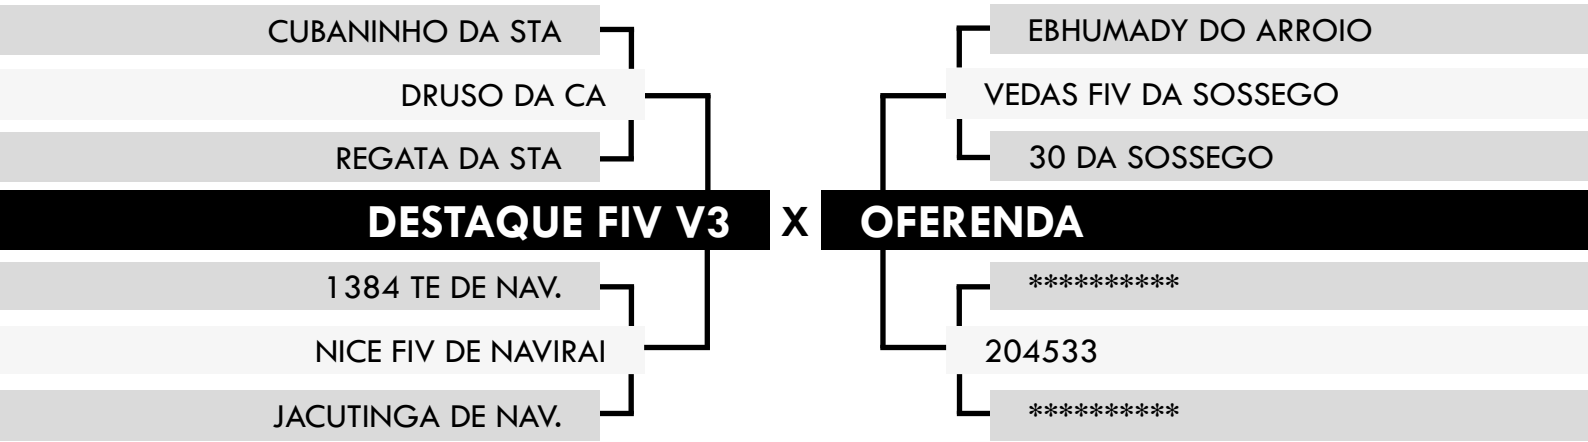 CUBANINHO DA STA
DRUSO DA CA
REGATA DA STA
DESTAQUE FIV V3
1384 TE DE NAV.
NICE FIV DE NAVIRAI
JACUTINGA DE NAV.
X
EBHUMADY DO ARROIO
VEDAS FIV DA SOSSEGO
30 DA SOSSEGO
OFERENDA
**********
204533
**********